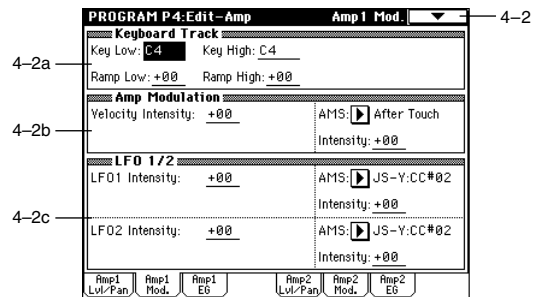 PROGRAM P4:Edit-Amp Amp1 Mod. 4–2
Keyboard Track
Key Low: C4 Key High: C4
4–2a
Ramp Low: +00 Ramp High: +00
Amp Modulation
Velocity Intensity: +00 AMS: After Touch
4–2b
Intensity: +00
LFO 1/2
LFO1 Intensity: +00 AMS: JS-Y:CC#02
Intensity: +00
4–2c
LFO2 Intensity: +00 AMS: JS-Y:CC#02
Intensity: +00
Amp1 Lvl/Pan Amp1 Mod. Amp1 EG Amp2 Lvl/Pan Amp2 Mod. Amp2 EG